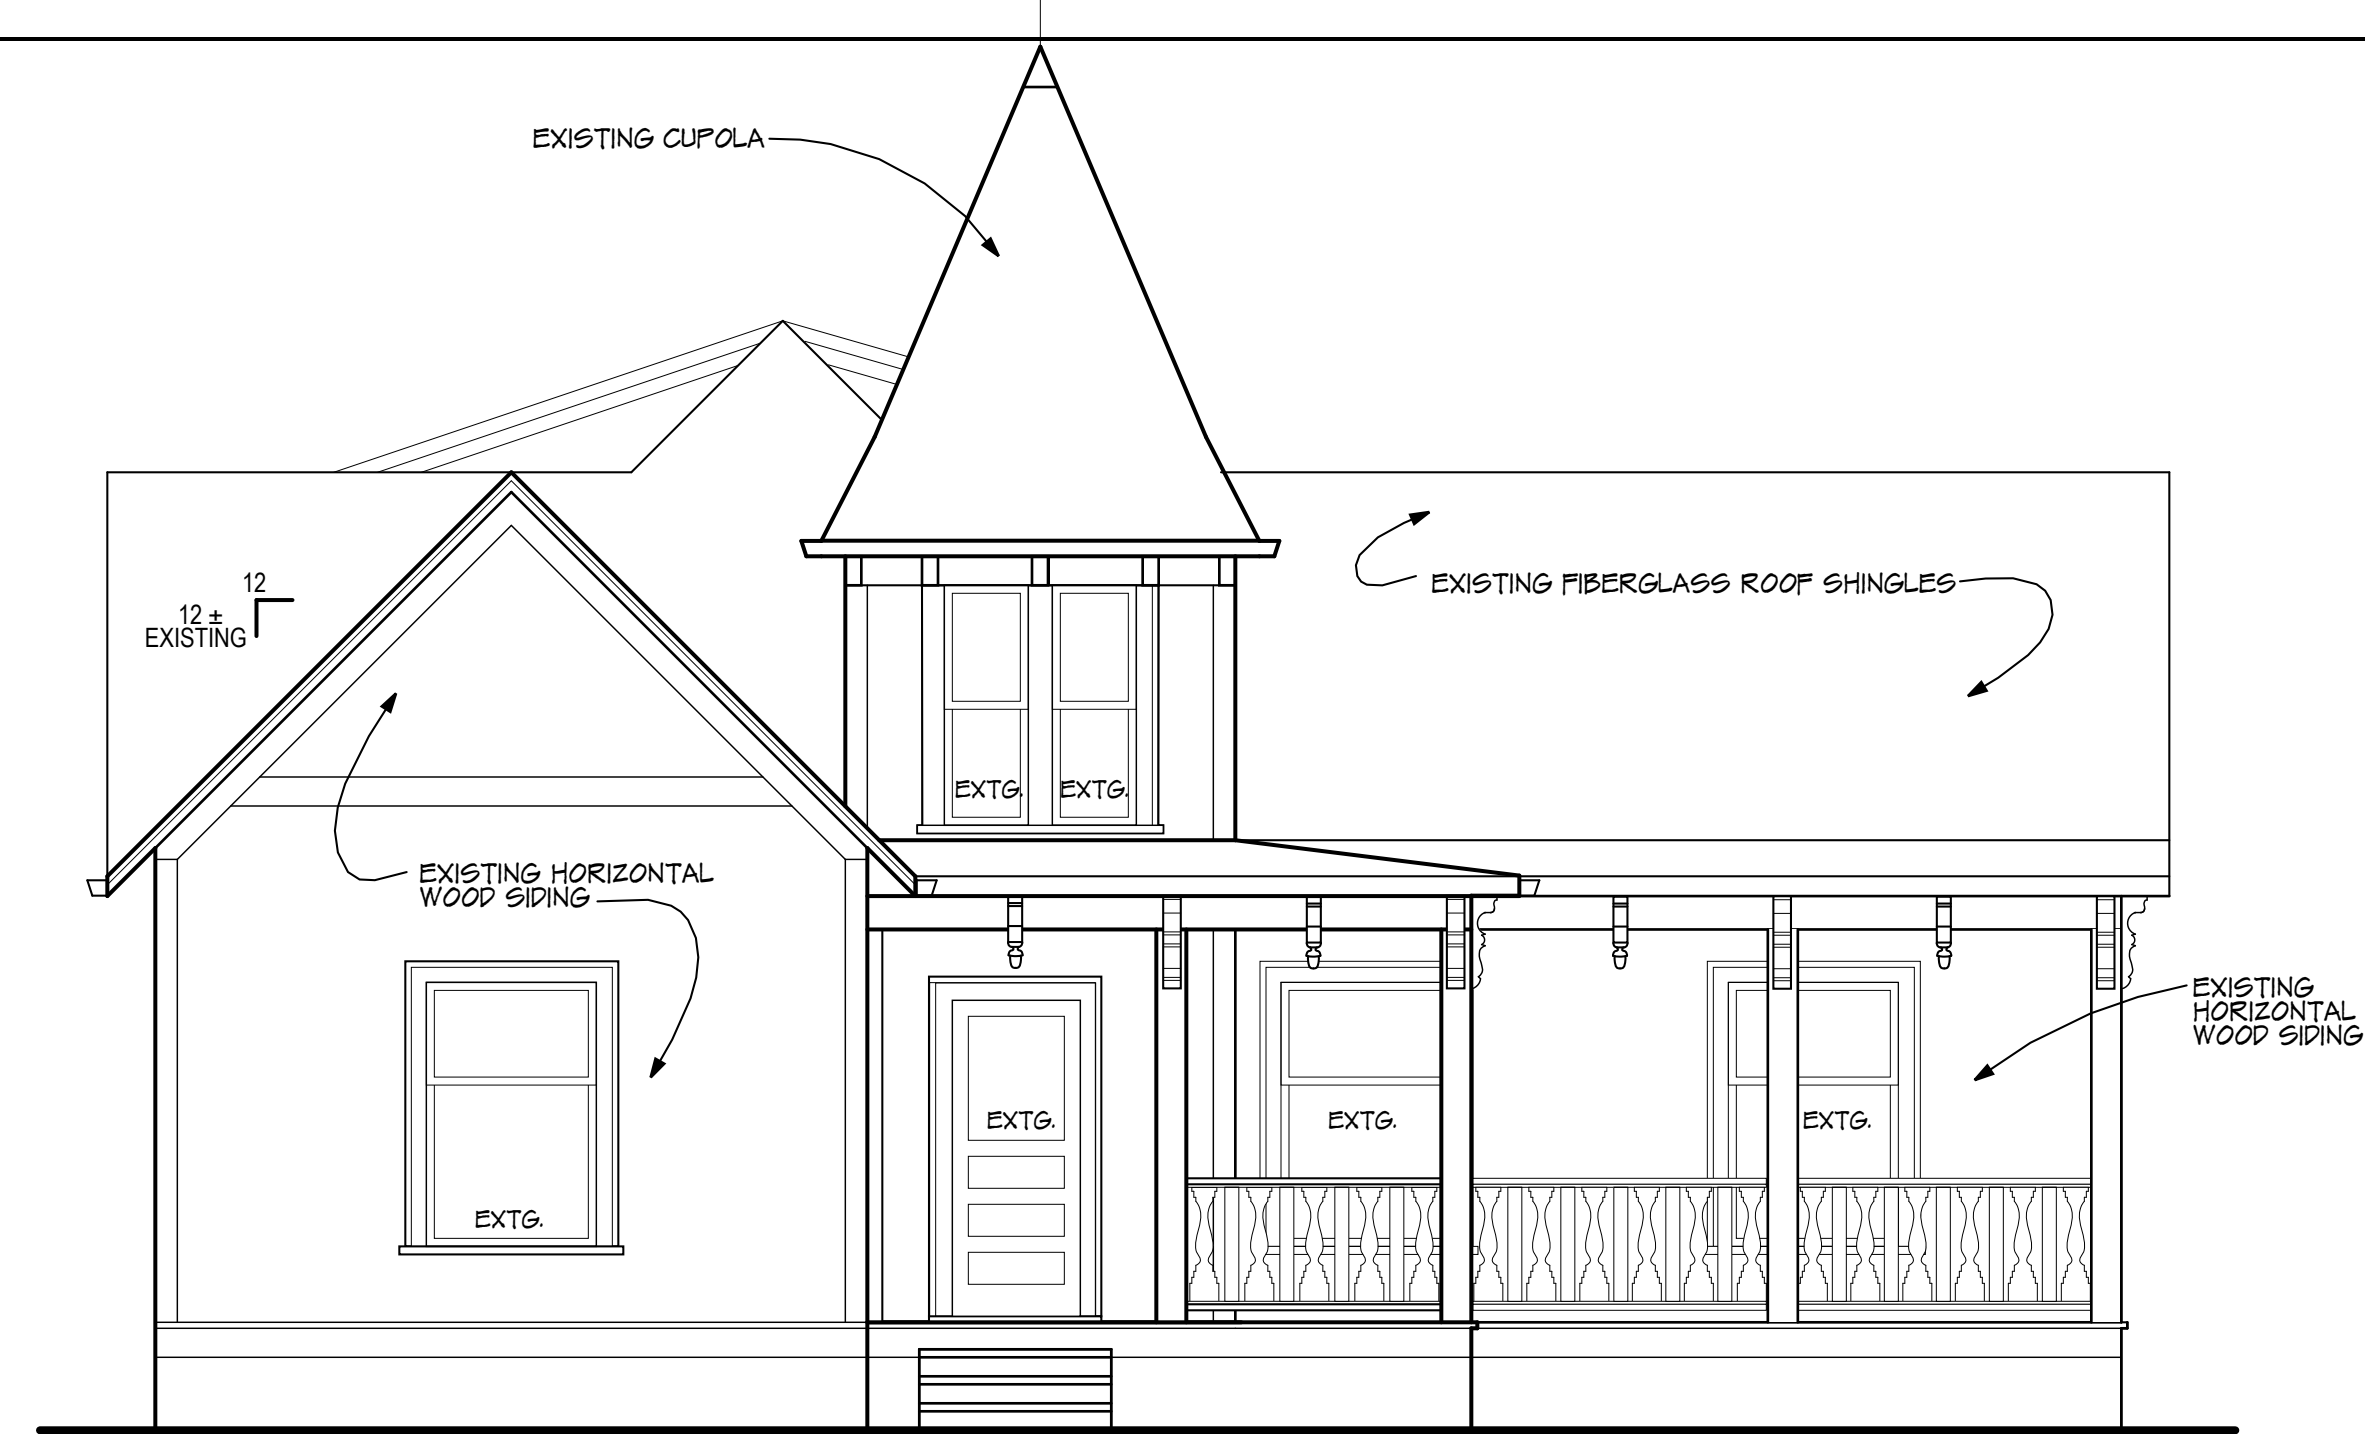 EXISTING CUPOLA
12
12 ±
EXISTING
EXISTING FIBERGLASS ROOF SHINGLES
EXTG.
EXTG.
EXISTING HORIZONTAL
WOOD SIDING
EXISTING
HORIZONTAL
WOOD SIDING
EXTG.
EXTG.
EXTG.
EXTG.